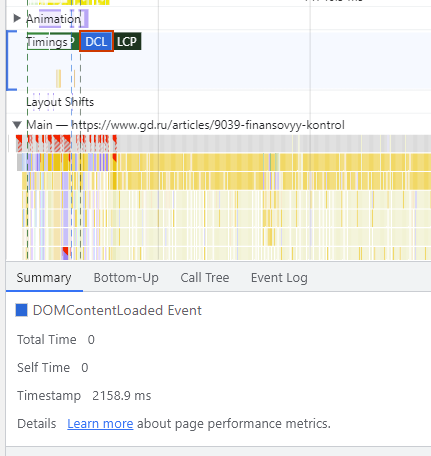 Animation
Timings P DCL LCP
Layout Shifts
Main — https://www.gd.ru/articles/9039-finansovyy-kontrol
Summary Bottom-Up Call Tree Event Log
DOMContentLoaded Event
Total Time 0
Self Time 0
Timestamp 2158.9 ms
Details Learn more about page performance metrics.